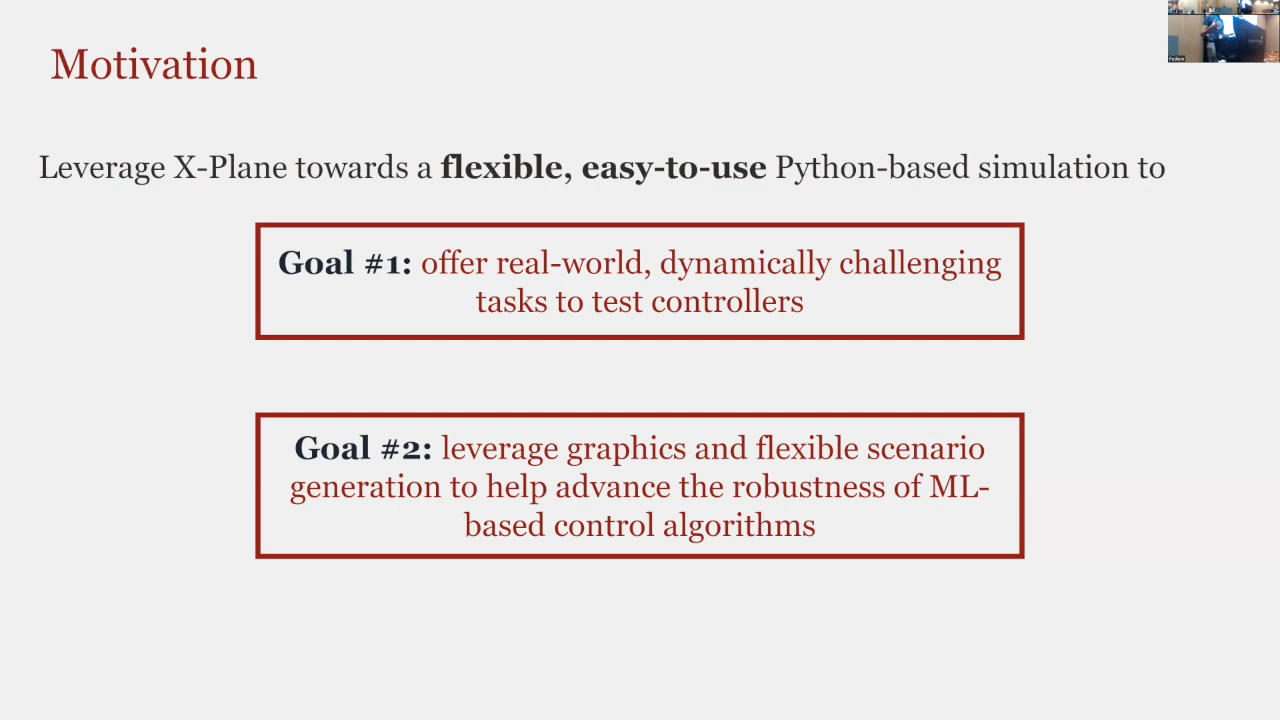 Motivation
Leverage X-Plane towards a flexible, easy-to-use Python-based simulation to
Goal #1: offer real-world, dynamically challenging
tasks to test controllers
Goal #2: leverage graphics and flexible scenario
generation to help advance the robustness of ML-
based control algorithms